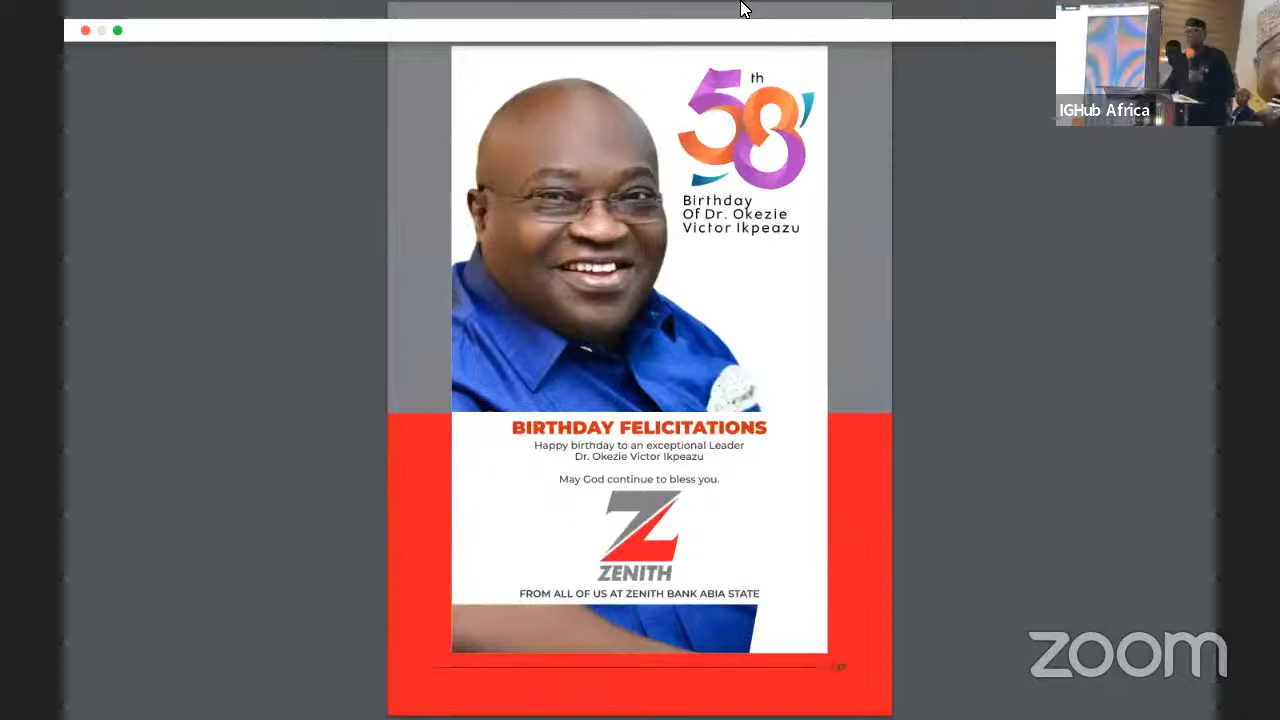 IGHub Africa
58th
Birthday
Of Dr. Okezie
Victor Ikpeazu
BIRTHDAY FELICITATIONS
Happy birthday to an exceptional Leader
Dr. Okezie Victor Ikpeazu
May God continue to bless you.
ZENITH
FROM ALL OF US AT ZENITH BANK ABIA STATE
zoom